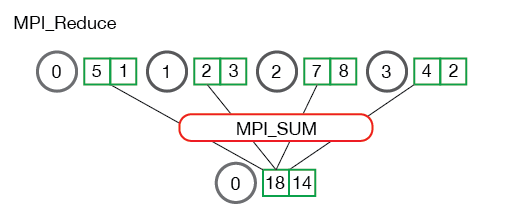 MPI_Reduce
0 5 1 1 2 3 2 7 8 3 4 2
MPI_SUM
0 18 14